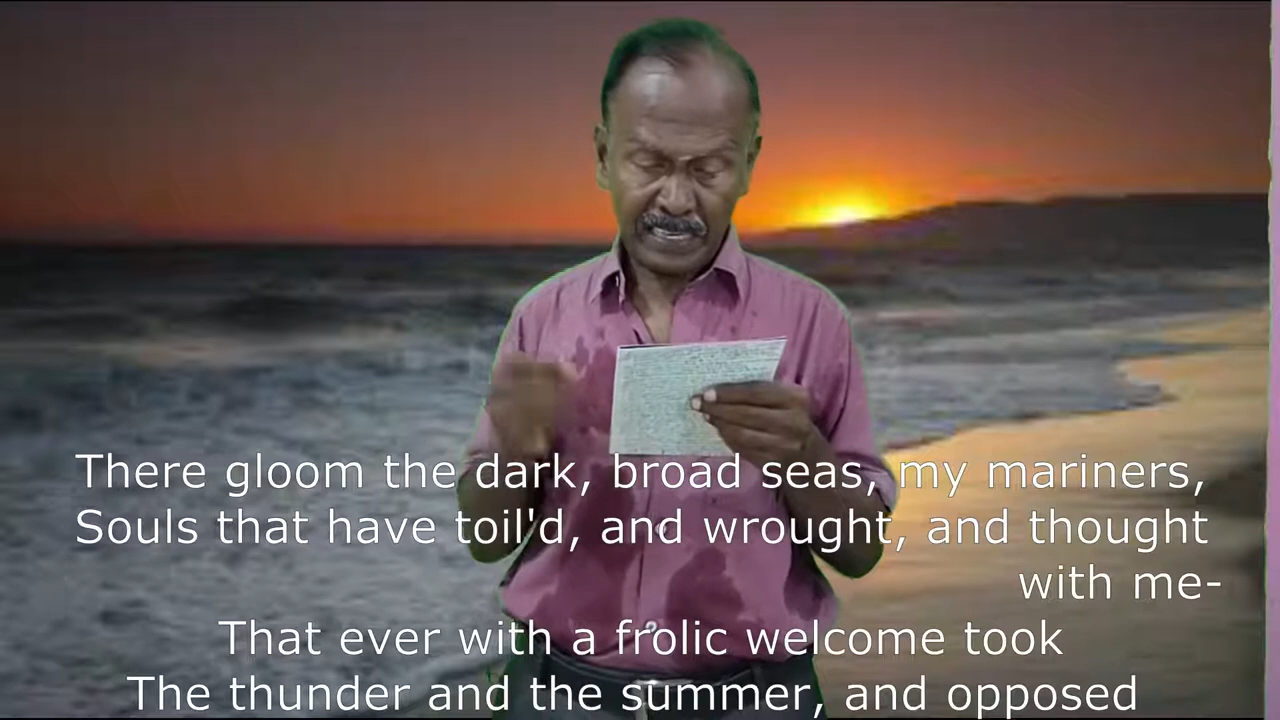 There gloom the dark, broad seas, my mariners,
Souls that have toil'd, and wrought, and thought
with me-
That ever with a frolic welcome took
The thunder and the summer, and opposed